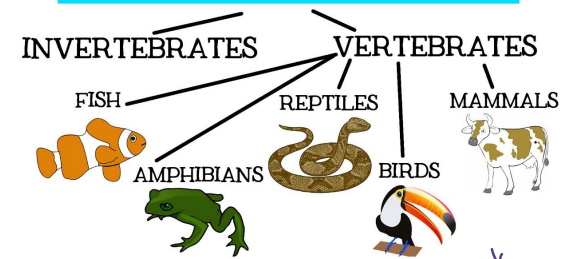 INVERTEBRATES
VERTEBRATES
FISH
REPTILES
MAMMALS
AMPHIBIANS
BIRDS